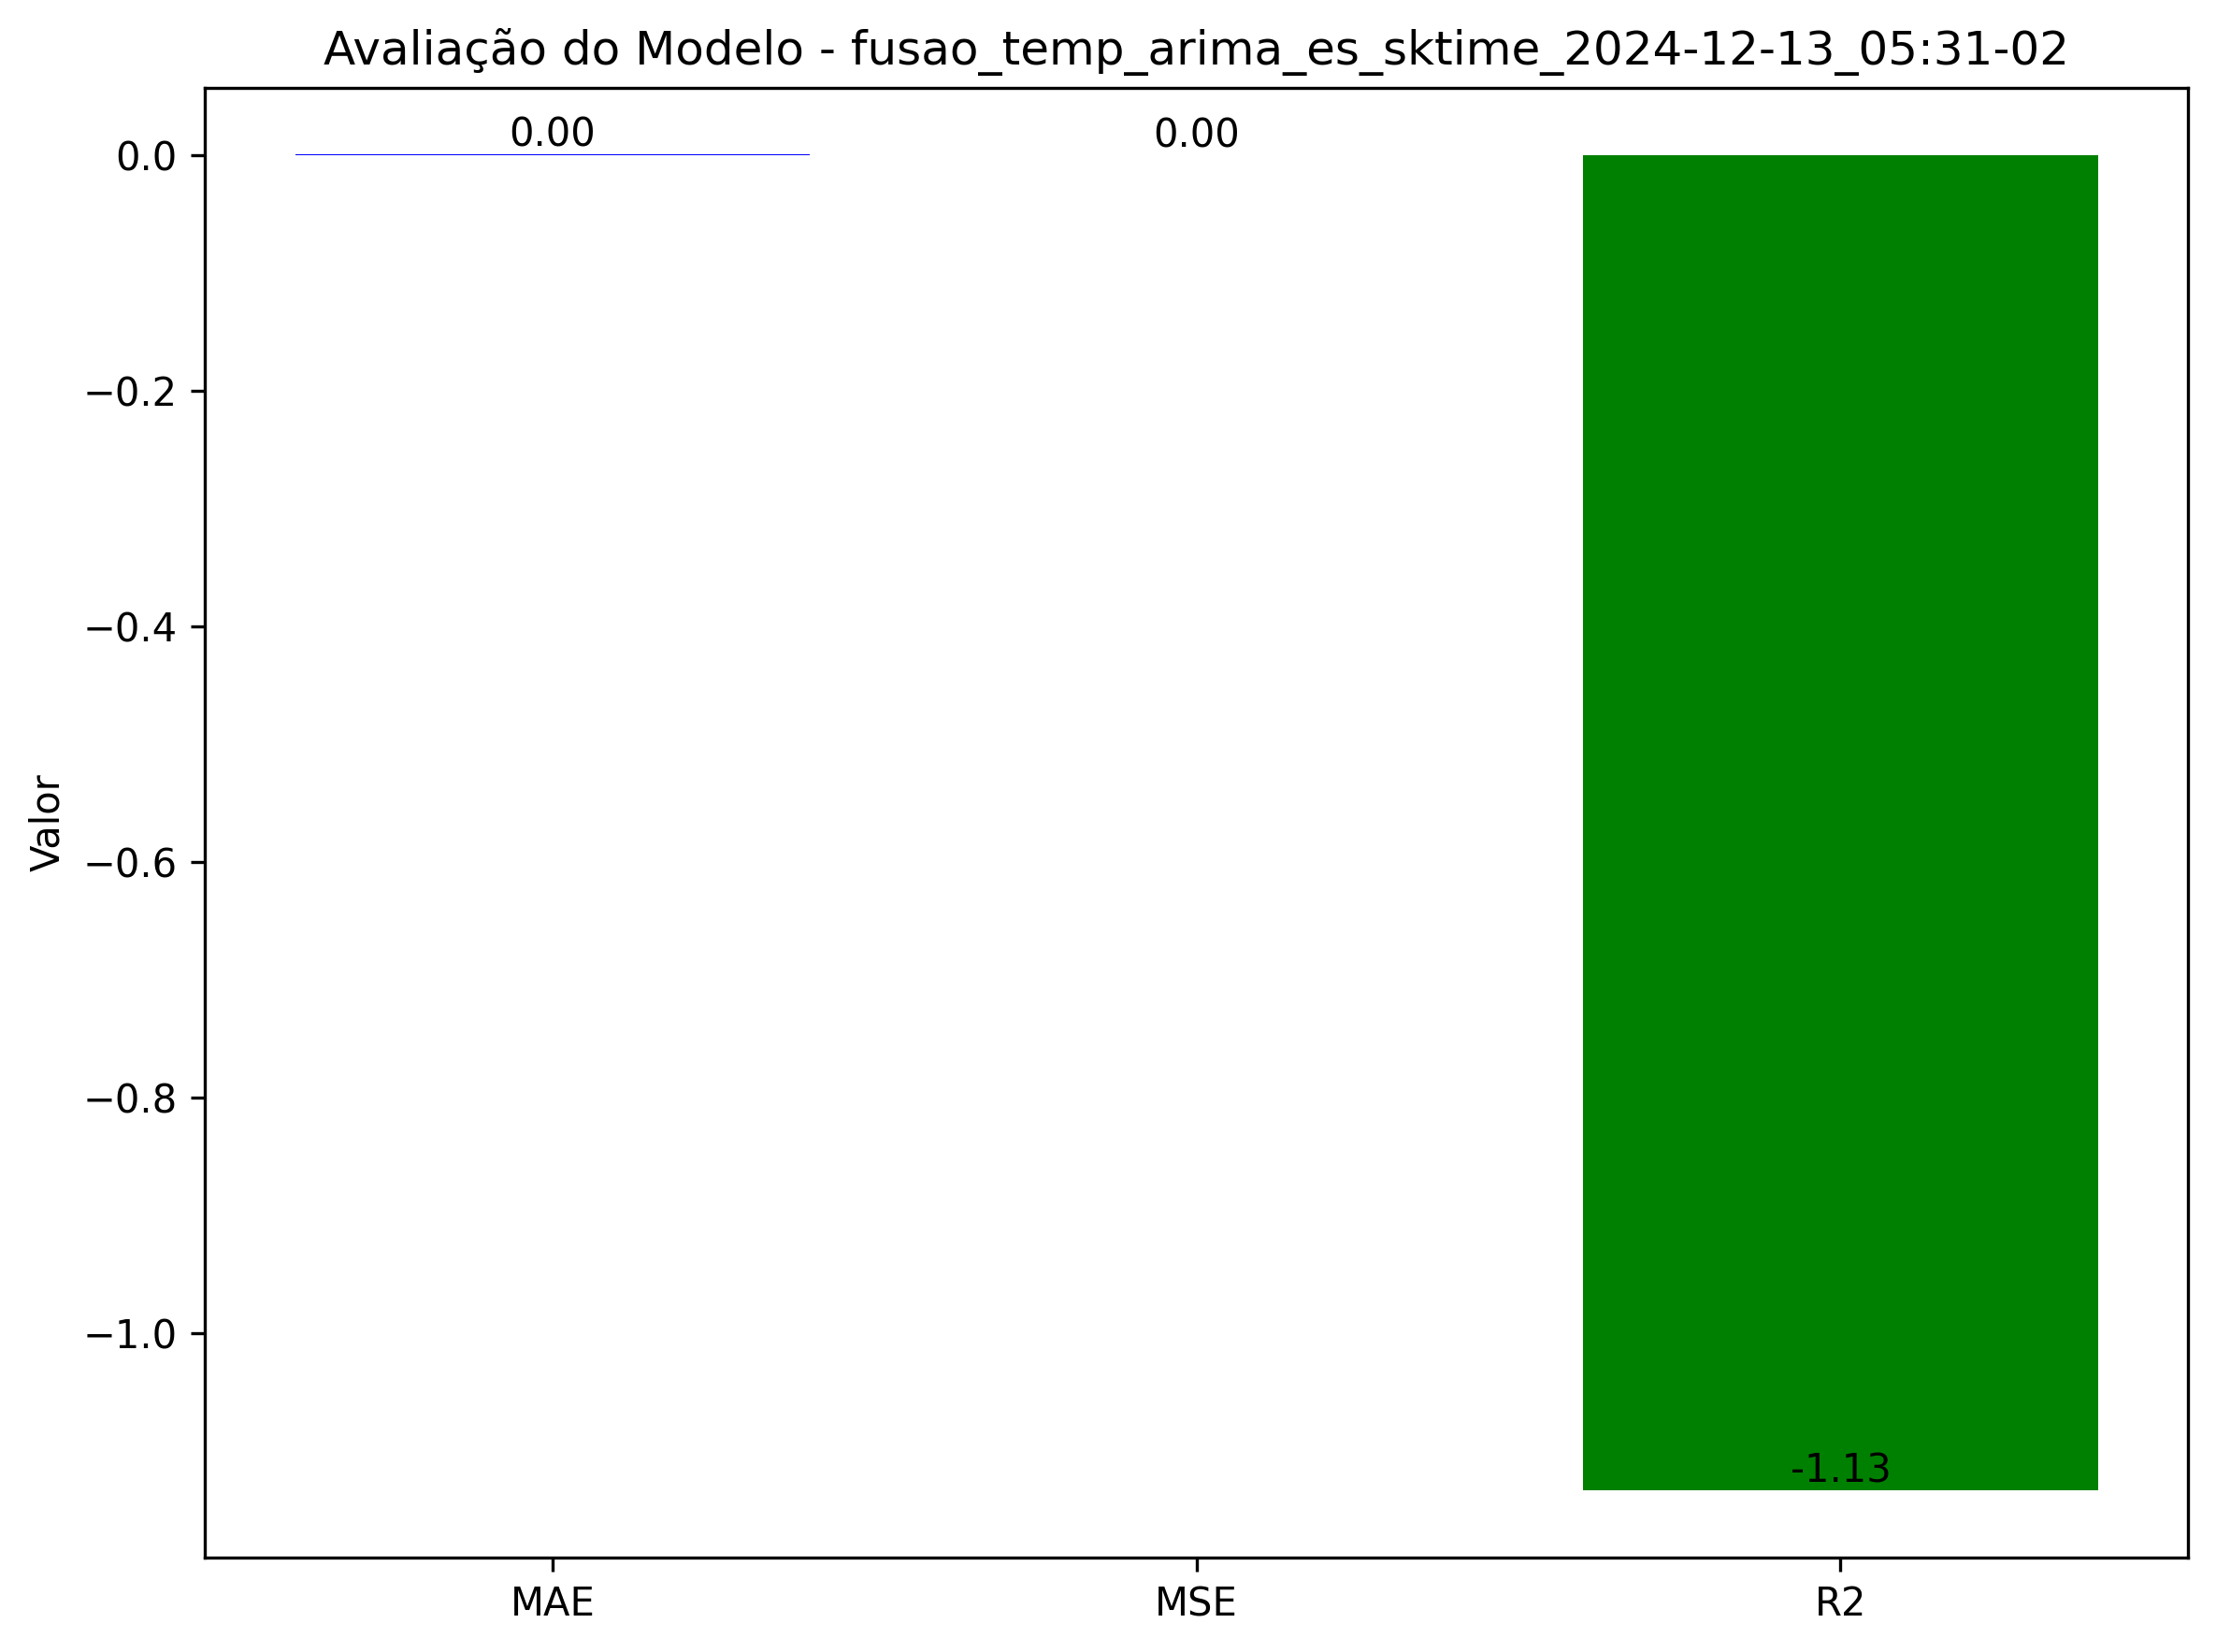 Avaliação do Modelo - fusao_temp_arima_es_sktime_2024-12-13_05:31-02
0.00
0.00
0.0
−0.2
−0.4
−0.6
−0.8
−1.0
Valor
-1.13
MAE
MSE
R2